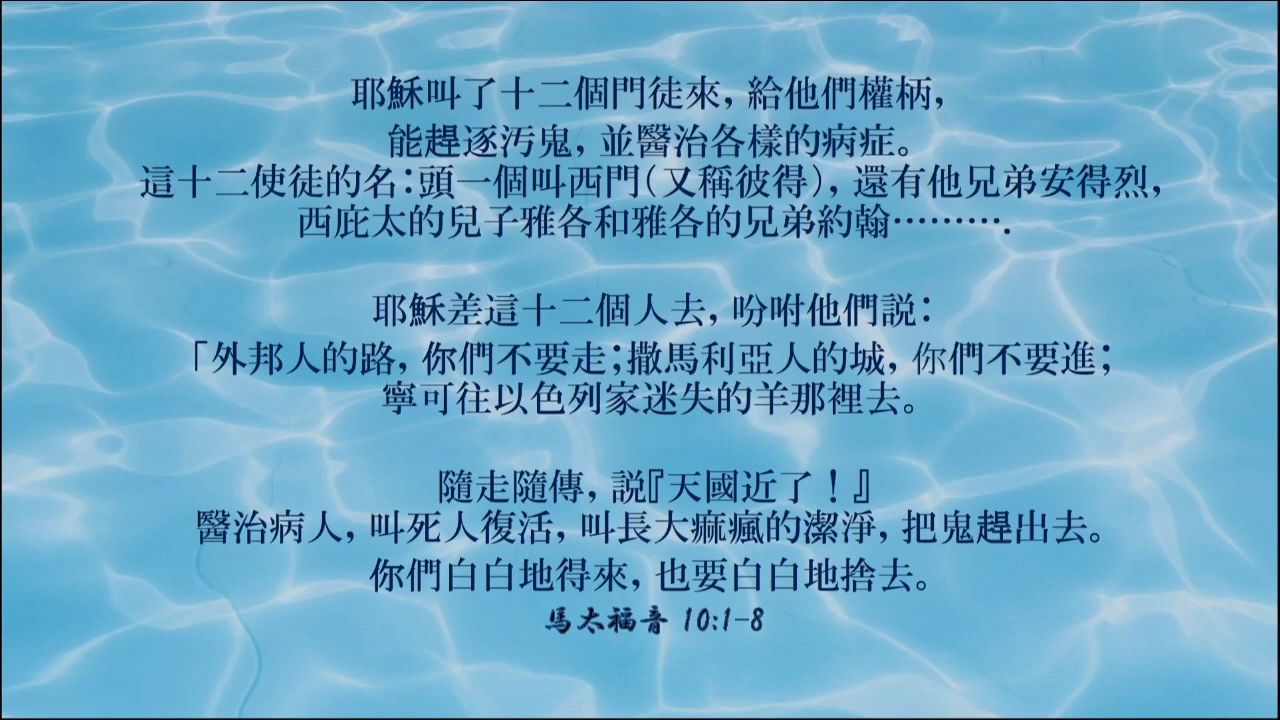 耶穌叫了十二個門徒來，給他們權柄，
能趕逐污鬼，並醫治各樣的病症。
這十二使徒的名：頭一個叫西門（又稱彼得），還有他兄弟安得烈，
西庇太的兒子雅各和雅各的兄弟約翰……….
耶穌差這十二個人去，吩咐他們説：
「外邦人的路，你們不要走；撒馬利亞人的城，你們不要進；
寧可往以色列家迷失的羊那裡去。
隨走隨傳，説『天國近了！』
醫治病人，叫死人復活，叫長大痲瘋的潔淨，把鬼趕出去。
你們白白地得來，也要白白地捨去。
馬太福音 10:1-8